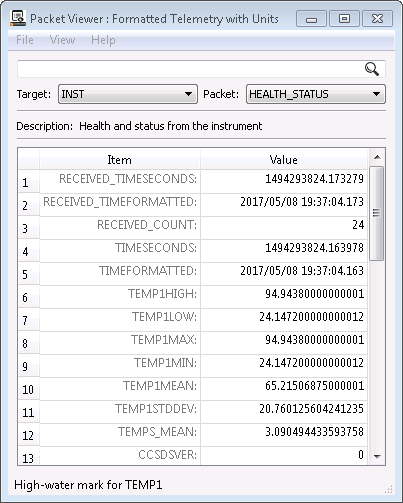 Packet Viewer : Formatted Telemetry with Units
File View Help
Target: INST Packet: HEALTH_STATUS
Description: Health and status from the instrument
Item Value
1 RECEIVED_TIMESECONDS: 1494293824.173279
2 RECEIVED_TIMEFORMATTED: 2017/05/08 19:37:04.173
3 RECEIVED_COUNT: 24
4 TIMESECONDS: 1494293824.163978
5 TIMEFORMATTED: 2017/05/08 19:37:04.163
6 TEMP1HIGH: 94.94380000000001
7 TEMP1LOW: 24.147200000000012
8 TEMP1MAX: 94.94380000000001
9 TEMP1MIN: 24.147200000000012
10 TEMP1MEAN: 65.21506875000001
11 TEMP1STDDEV: 20.760125604241235
12 TEMPS_MEAN: 3.090494433593758
13 CCSDSVER: 0
High-water mark for TEMP1